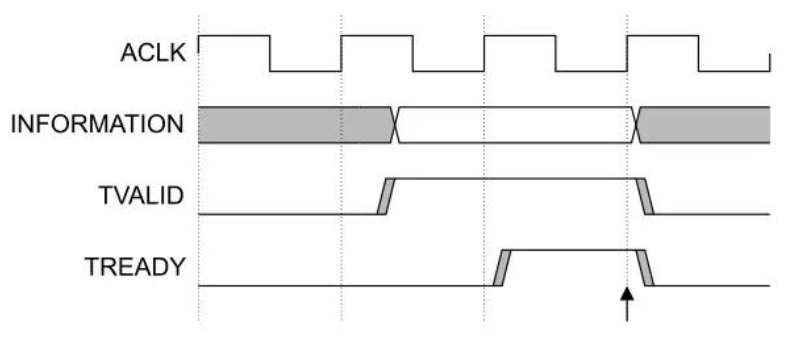 ACLK
INFORMATION
TVALID
TREADY